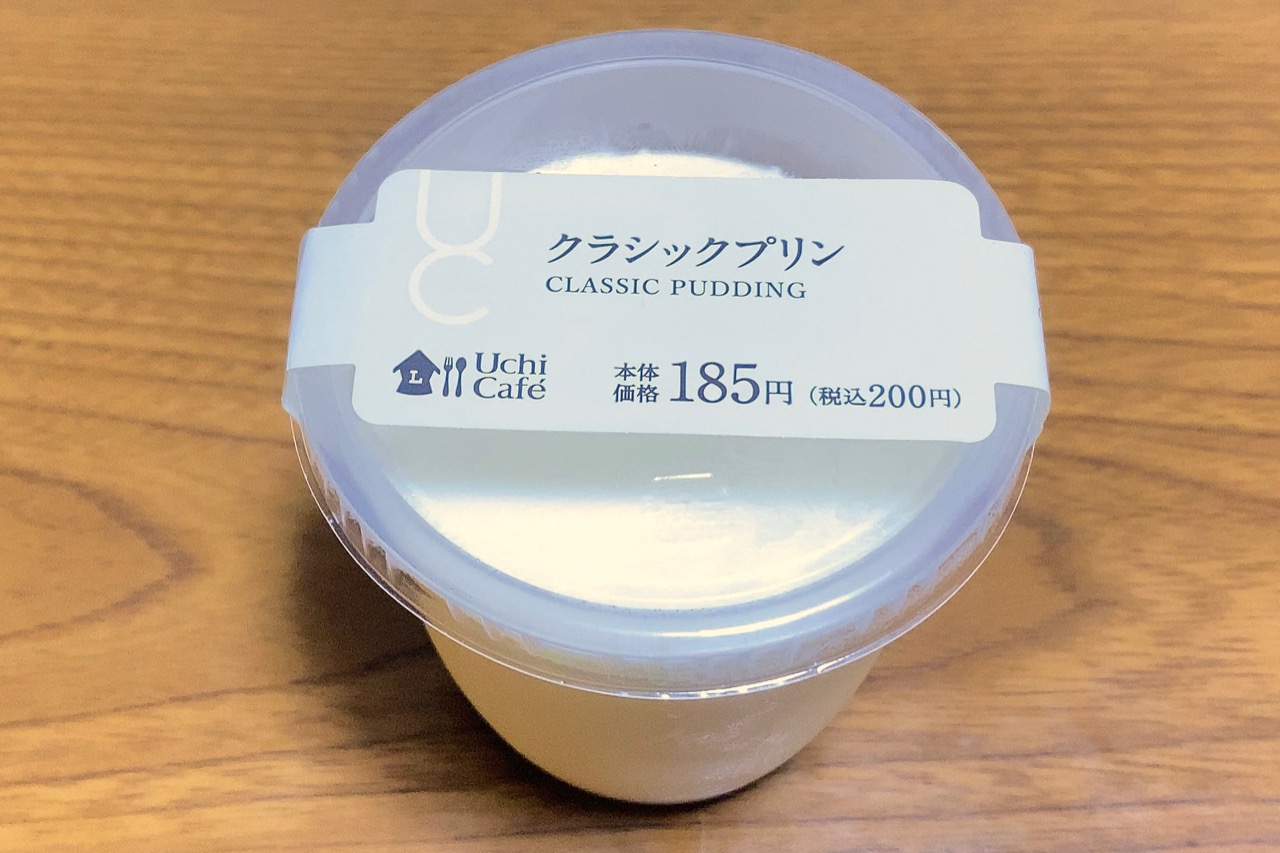 UC
クラシックプリン
CLASSIC PUDDING
L
Uchi
Café
本体
価格 185円 (税込200円)